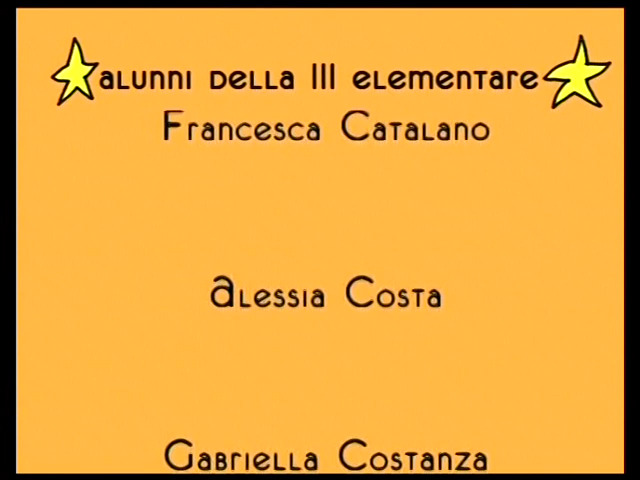 alunni della III elementare
Francesca Catalano
Alessia Costa
Gabriella Costanza